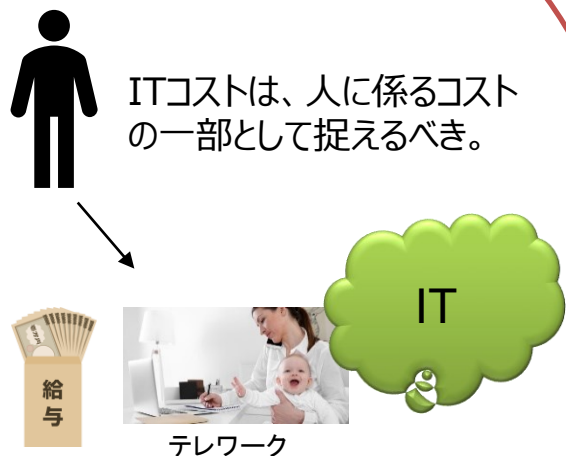 ITコストは、人に係るコスト
の一部として捉えるべき。
IT
給
与
テレワーク